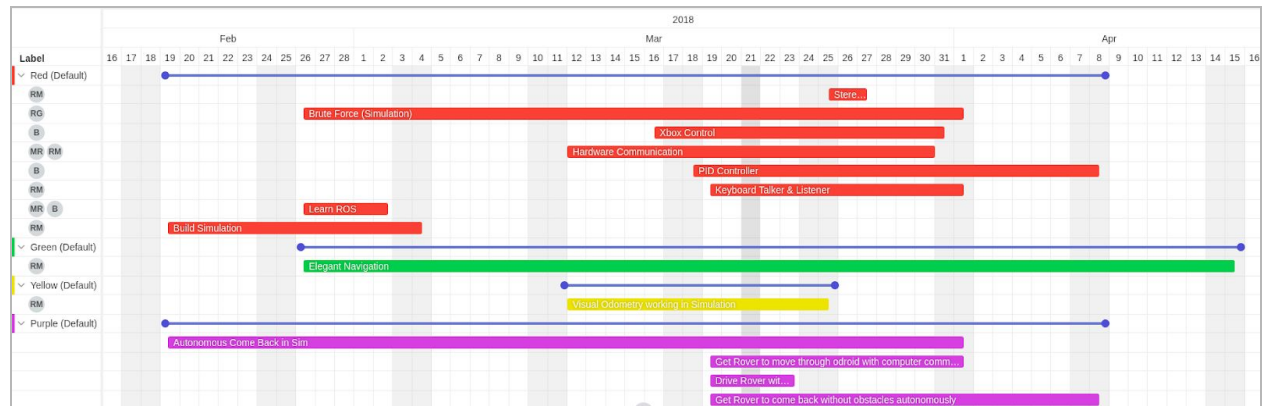 2018
Feb Mar Apr
Label 16 17 18 19 20 21 22 23 24 25 26 27 28 1 2 3 4 5 6 7 8 9 10 11 12 13 14 15 16 17 18 19 20 21 22 23 24 25 26 27 28 29 30 31 1 2 3 4 5 6 7 8 9 10 11 12 13 14 15 16
Red (Default)
RM Stere...
RG Brute Force (Simulation)
B Xbox Control
MR RM Hardware Communication
B PID Controller
RM Keyboard Talker & Listener
MR B Learn ROS
RM Build Simulation
Green (Default)
RM Elegant Navigation
Yellow (Default)
RM Visual Odometry working in Simulation
Purple (Default)
Autonomous Come Back in Sim
Get Rover to move through odroid with computer comm...
Drive Rover wit...
Get Rover to come back without obstacles autonomously